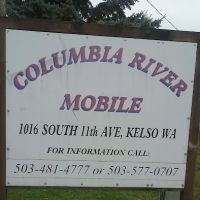 COLUMBIA RIVER
MOBILE
1016 SOUTH 11th AVE, KELSO WA
FOR INFORMATION CALL:
503-481-4777 or 503-577-0707